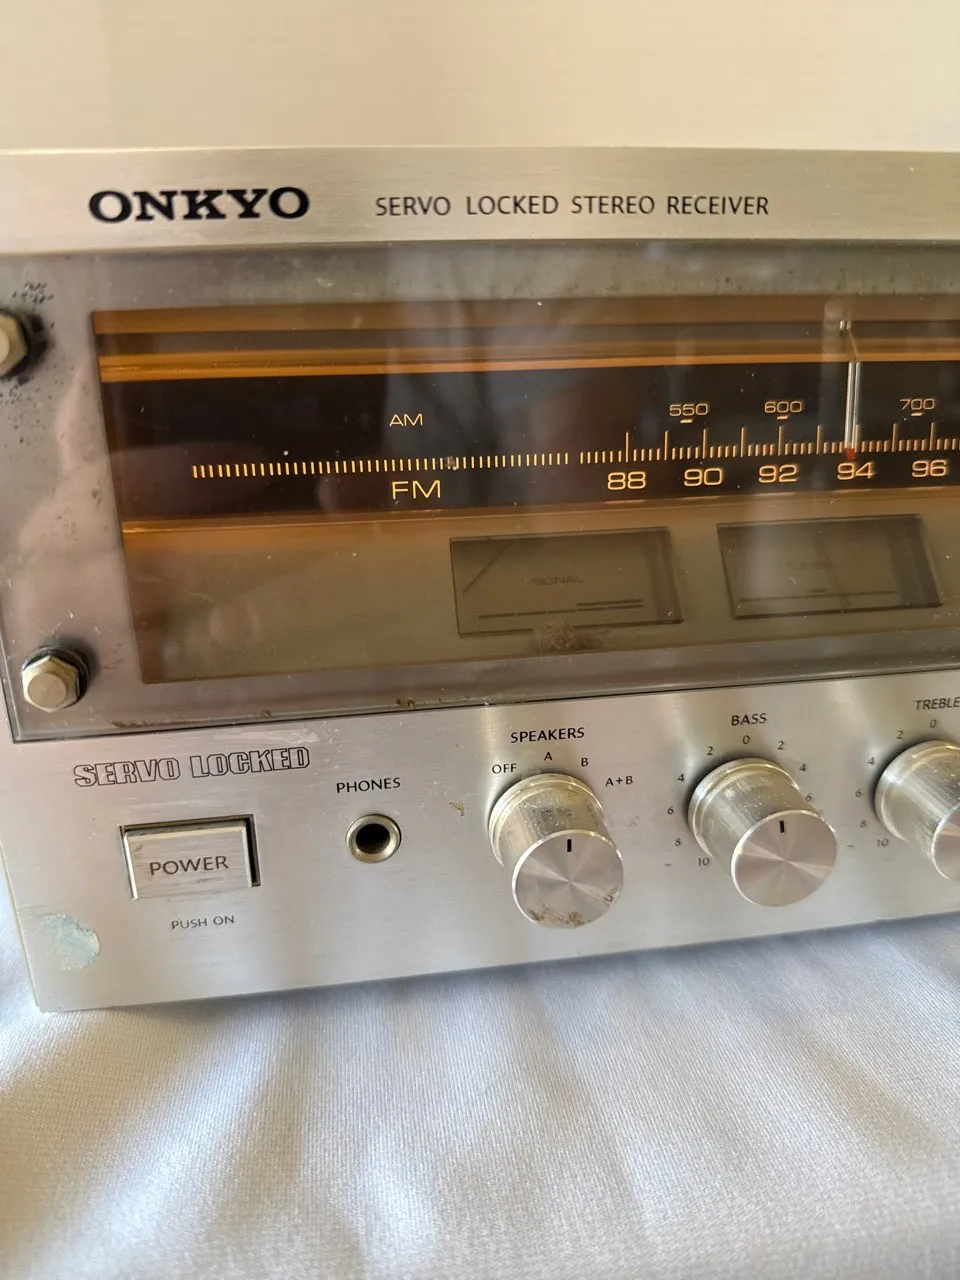 ONKYO SERVO LOCKED STEREO RECEIVER
AM 550 600 700
FM 88 90 92 94 96
SIGNAL
SERVO LOCKED
PHONES
SPEAKERS
OFF A B A+B
BASS
2 0 2
4 4
6 6
8 8
10
TREBLE
0
2
4
6
8
10
POWER
PUSH ON